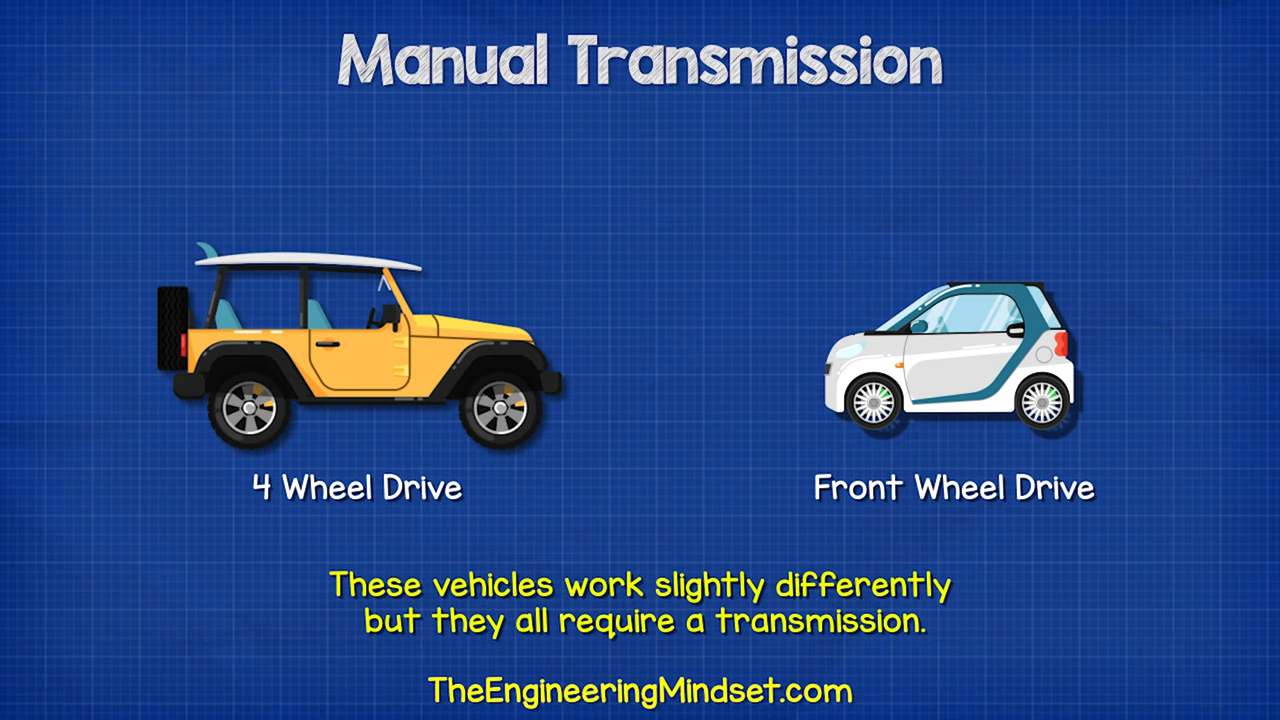 Manual Transmission
4 Wheel Drive
Front Wheel Drive
These vehicles work slightly differently
but they all require a transmission.
TheEngineeringMindset.com